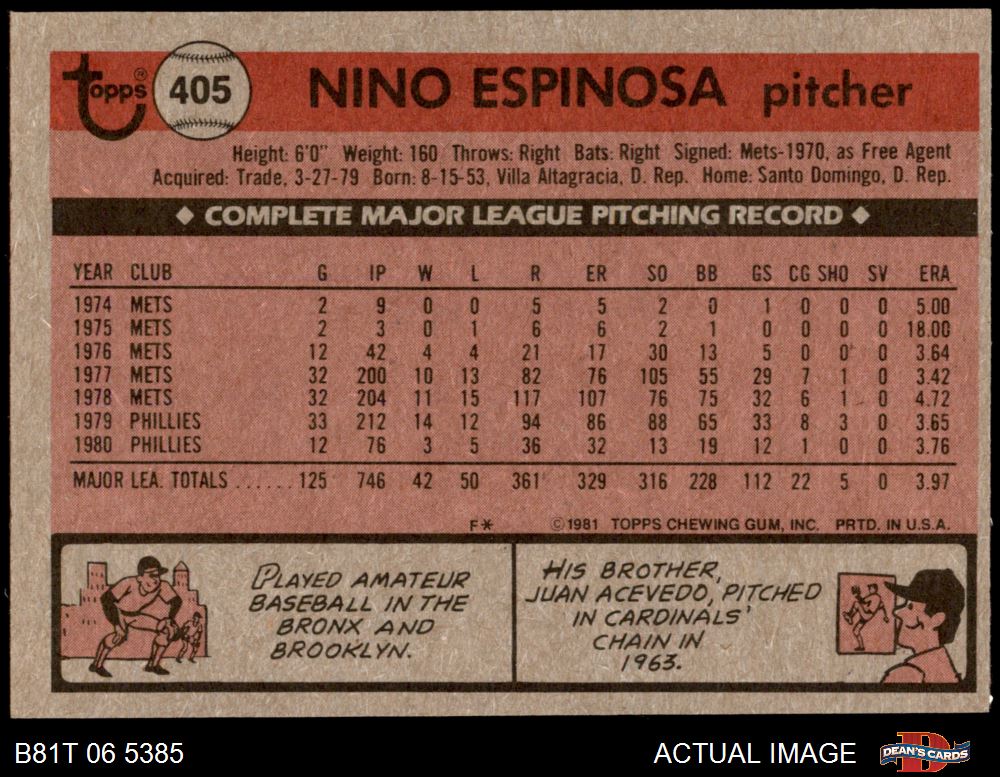 Topps® 405 NINO ESPINOSA pitcher
Height: 6'0" Weight: 160 Throws: Right Bats: Right Signed: Mets-1970, as Free Agent
Acquired: Trade, 3-27-79 Born: 8-15-53, Villa Altagracia, D. Rep. Home: Santo Domingo, D. Rep.
◆ COMPLETE MAJOR LEAGUE PITCHING RECORD ◆
YEAR CLUB G IP W L R ER SO BB GS CG SHO SV ERA
1974 METS 2 9 0 0 5 5 2 0 1 0 0 0 5.00
1975 METS 2 3 0 1 6 6 2 1 0 0 0 0 18.00
1976 METS 12 42 4 4 21 17 30 13 5 0 0 0 3.64
1977 METS 32 200 10 13 82 76 105 55 29 7 1 0 3.42
1978 METS 32 204 11 15 117 107 76 75 32 6 1 0 4.72
1979 PHILLIES 33 212 14 12 94 86 88 65 33 8 3 0 3.65
1980 PHILLIES 12 76 3 5 36 32 13 19 12 1 0 0 3.76
MAJOR LEA. TOTALS ...... 125 746 42 50 361 329 316 228 112 22 5 0 3.97
F* ©1981 TOPPS CHEWING GUM, INC. PRTD. IN U.S.A.
PLAYED AMATEUR
BASEBALL IN THE
BRONX AND
BROOKLYN.
HIS BROTHER,
JUAN ACEVEDO, PITCHED
IN CARDINALS'
CHAIN IN
1963.
B81T 06 5385 ACTUAL IMAGE DEAN'S CARDS